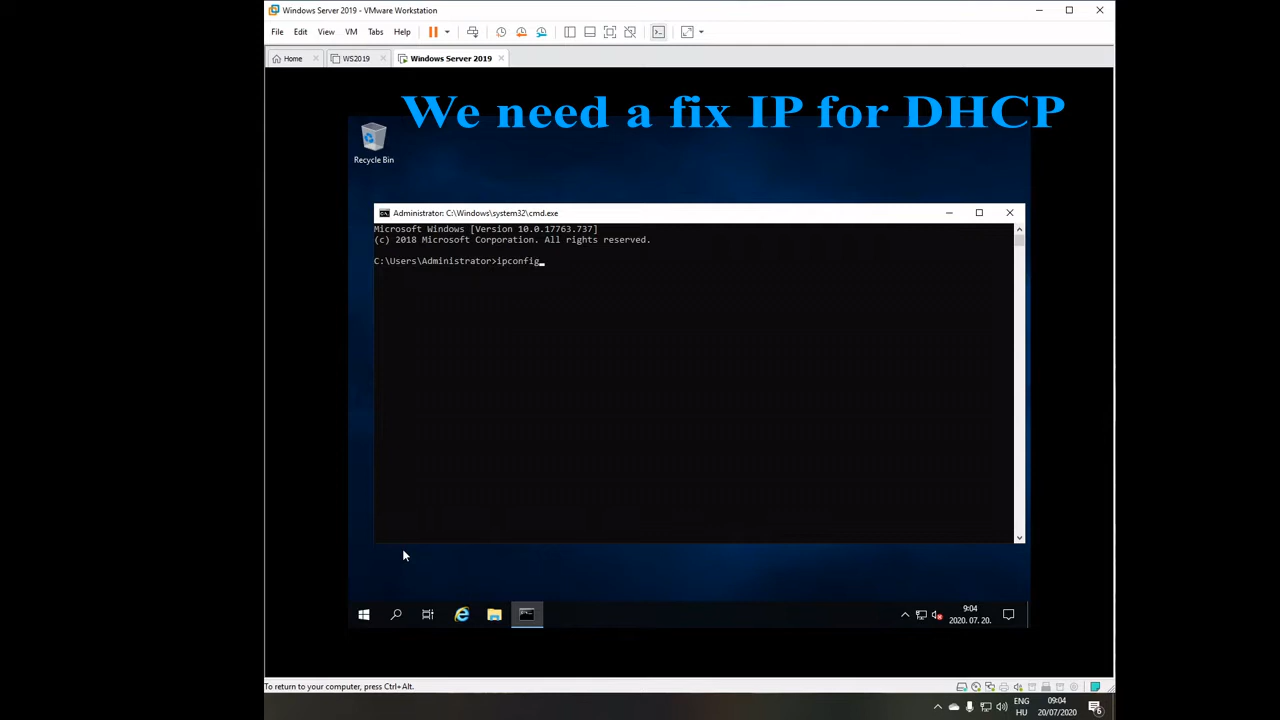 Windows Server 2019 - VMware Workstation
File Edit View VM Tabs Help
Home WS2019 Windows Server 2019
We need a fix IP for DHCP
Recycle Bin
Administrator: C:\Windows\system32\cmd.exe
Microsoft Windows [Version 10.0.17763.737]
(c) 2018 Microsoft Corporation. All rights reserved.
C:\Users\Administrator>ipconfig_
9:04
2020. 07. 20.
To return to your computer, press Ctrl+Alt.
ENG
HU
09:04
20/07/2020
6